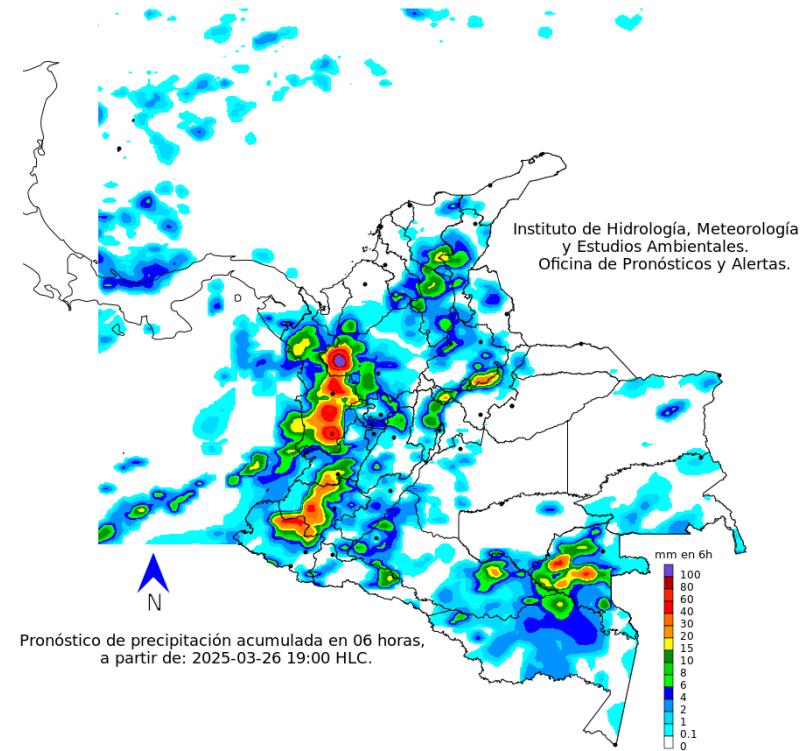 Instituto de Hidrología, Meteorología
y Estudios Ambientales.
Oficina de Pronósticos y Alertas.
mm en 6h
100
80
60
40
30
20
15
10
8
6
4
2
1
0.1
0
N
Pronóstico de precipitación acumulada en 06 horas,
a partir de: 2025-03-26 19:00 HLC.